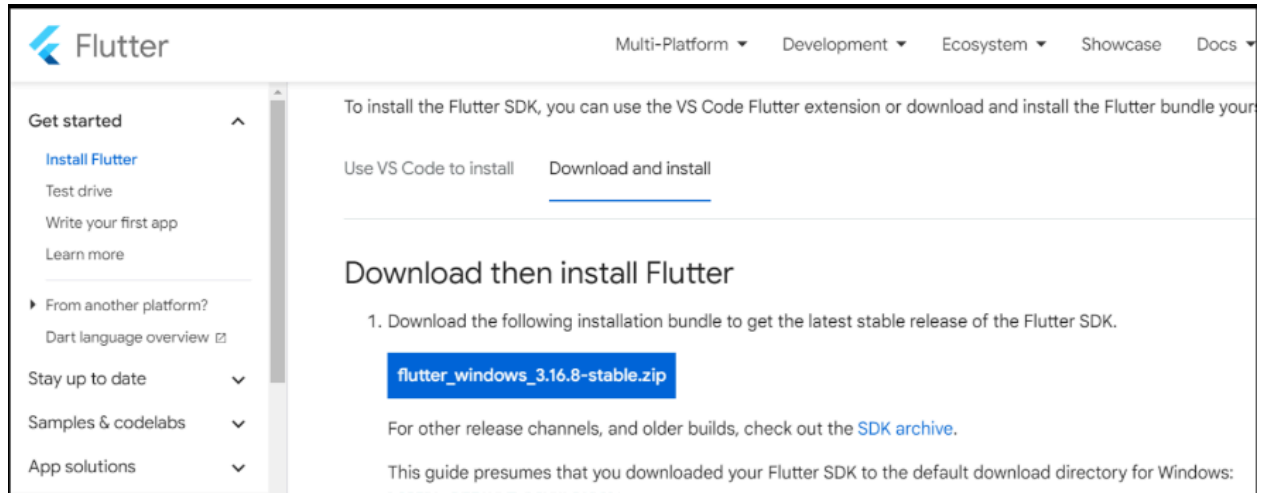 Flutter
Multi-Platform Development Ecosystem Showcase Docs
Get started
Install Flutter
Test drive
Write your first app
Learn more
From another platform?
Dart language overview
Stay up to date
Samples & codelabs
App solutions
To install the Flutter SDK, you can use the VS Code Flutter extension or download and install the Flutter bundle
Use VS Code to install Download and install
Download then install Flutter
1. Download the following installation bundle to get the latest stable release of the Flutter SDK.
flutter_windows_3.16.8-stable.zip
For other release channels, and older builds, check out the SDK archive.
This guide presumes that you downloaded your Flutter SDK to the default download directory for Windows: